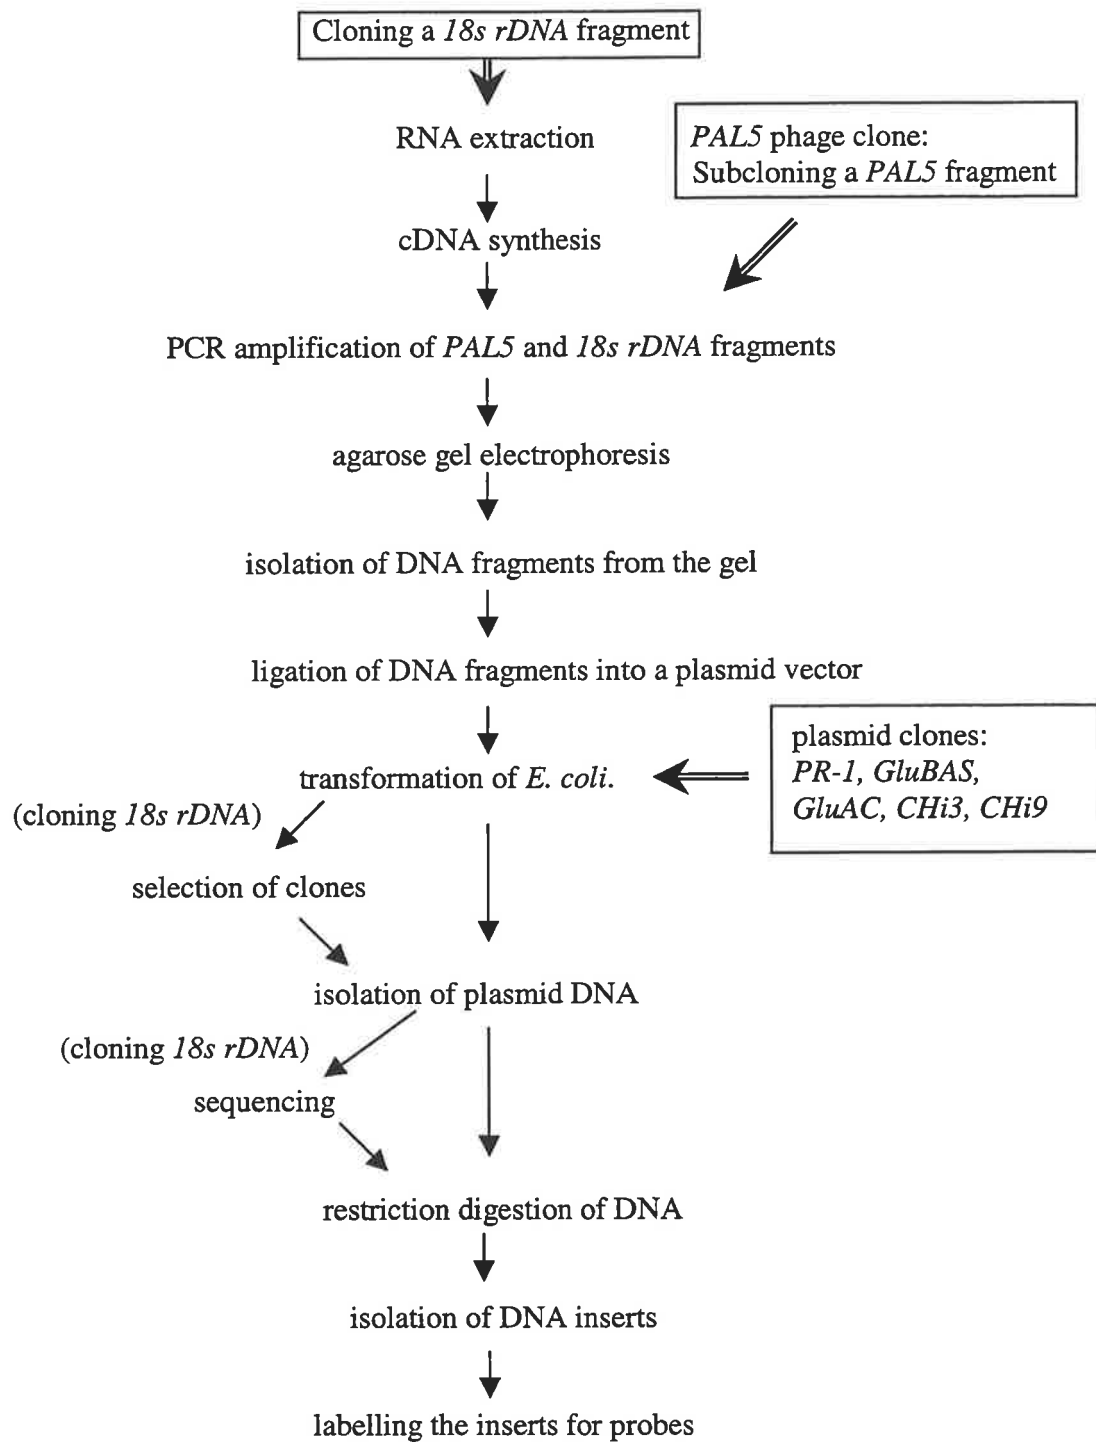 Cloning a 18s rDNA fragment
RNA extraction
PAL5 phage clone:
Subcloning a PAL5 fragment
cDNA synthesis
PCR amplification of PAL5 and 18s rDNA fragments
agarose gel electrophoresis
isolation of DNA fragments from the gel
ligation of DNA fragments into a plasmid vector
plasmid clones:
PR-1, GluBAS,
GluAC, CHi3, CHi9
transformation of E. coli.
(cloning 18s rDNA)
selection of clones
isolation of plasmid DNA
(cloning 18s rDNA)
sequencing
restriction digestion of DNA
isolation of DNA inserts
labelling the inserts for probes